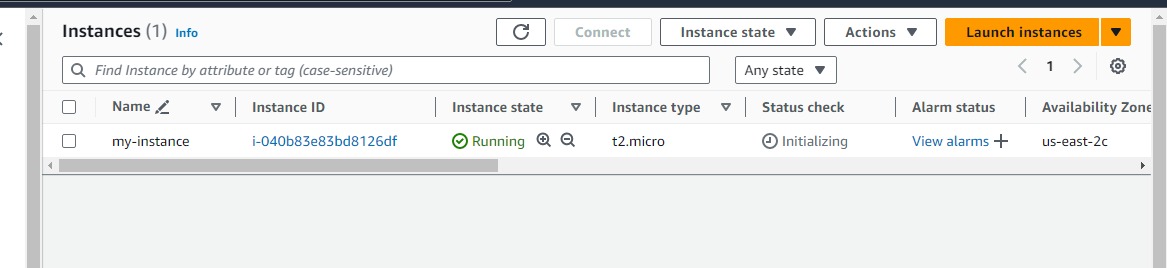 Instances (1) Info
Connect
Instance state
Actions
Launch instances
Find Instance by attribute or tag (case-sensitive)
Any state
1
Name Instance ID Instance state Instance type Status check Alarm status Availability Zone
my-instance i-040b83e83bd8126df Running t2.micro Initializing View alarms us-east-2c